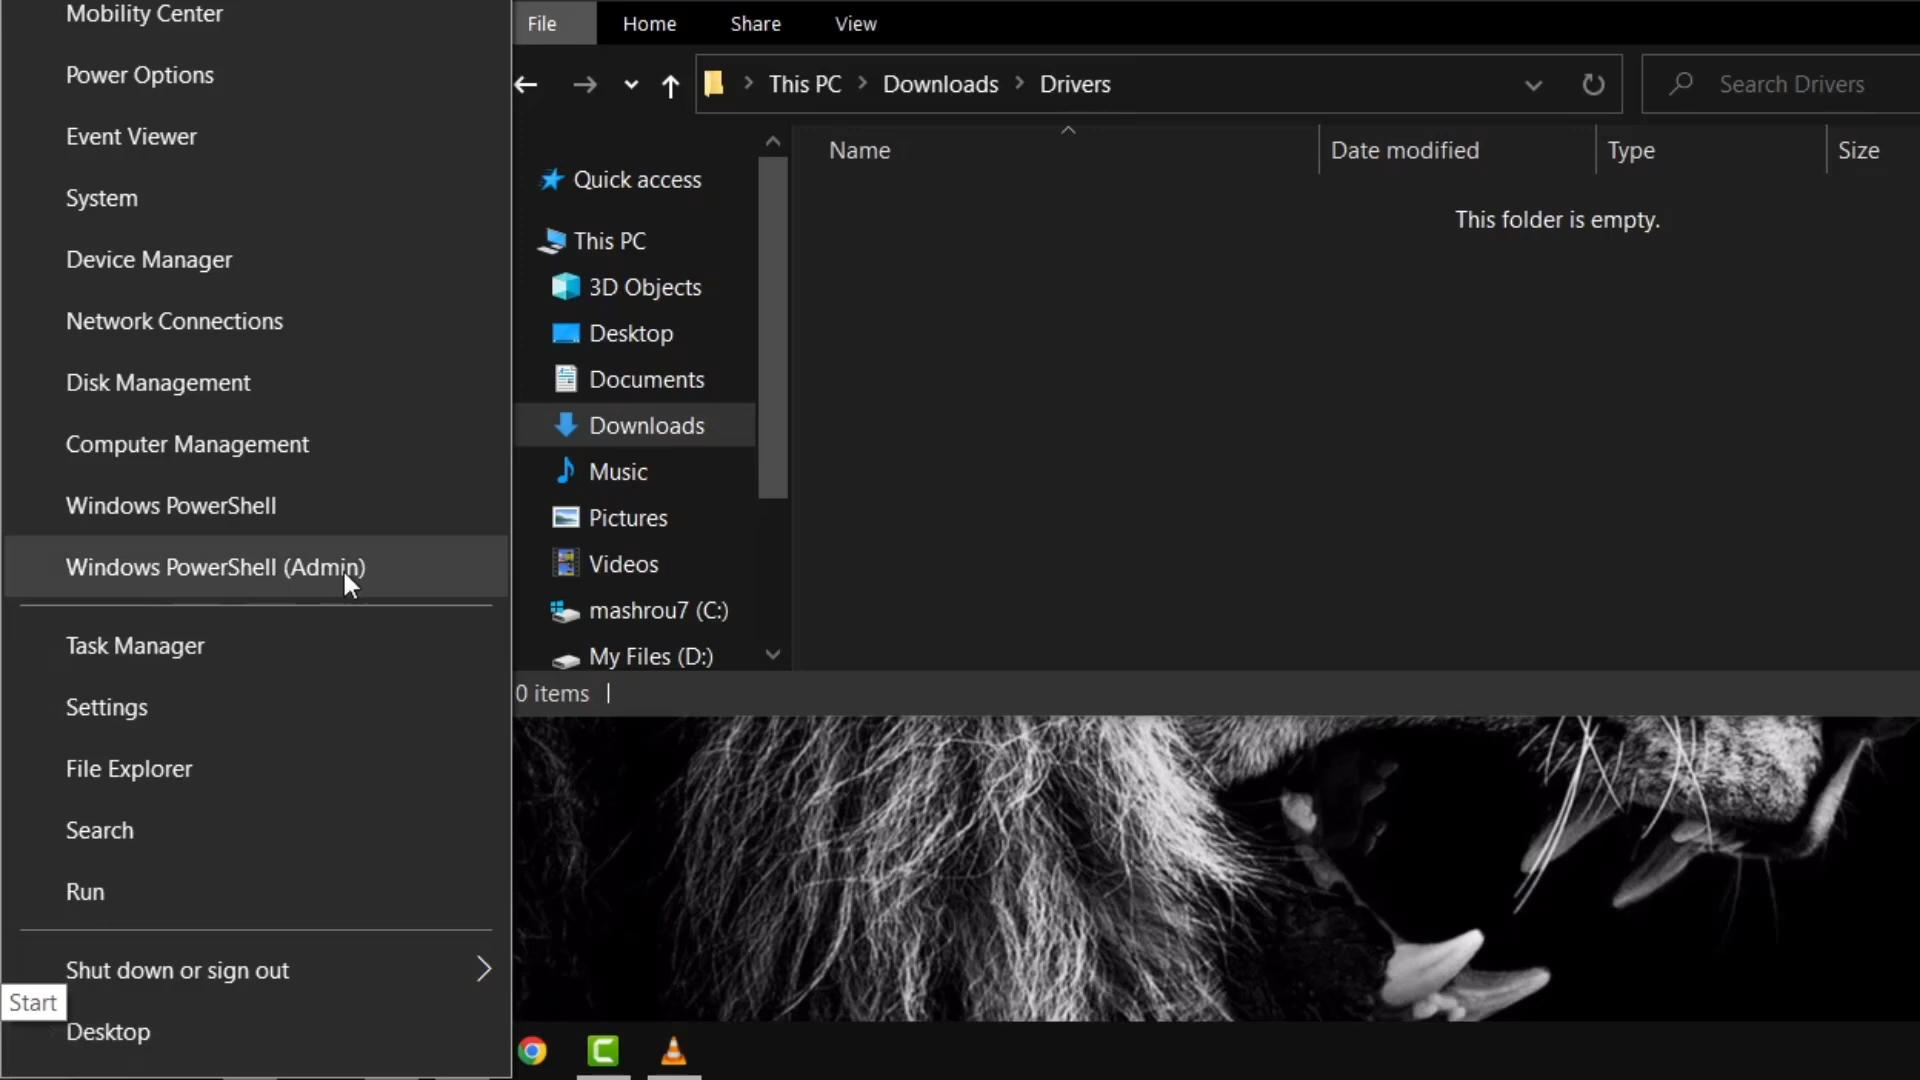 Mobility Center
Power Options
Event Viewer
System
Device Manager
Network Connections
Disk Management
Computer Management
Windows PowerShell
Windows PowerShell (Admin)
Task Manager
Settings
File Explorer
Search
Run
Shut down or sign out
Start
Desktop
File Home Share View
This PC Downloads Drivers
Search Drivers
Name Date modified Type Size
This folder is empty.
Quick access
This PC
3D Objects
Desktop
Documents
Downloads
Music
Pictures
Videos
mashrou7 (C:)
My Files (D:)
0 items